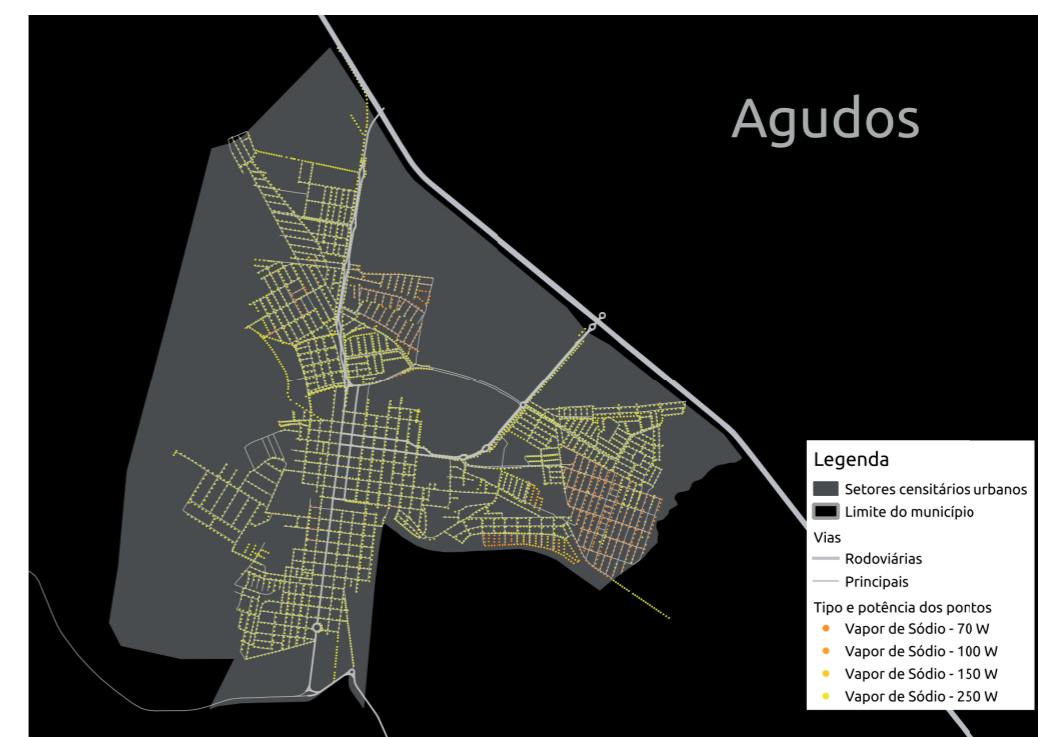 Agudos
Legenda
Setores censitários urbanos
Limite do município
Vias
Rodoviárias
Principais
Tipo e potência dos pontos
Vapor de Sódio - 70 W
Vapor de Sódio - 100 W
Vapor de Sódio - 150 W
Vapor de Sódio - 250 W